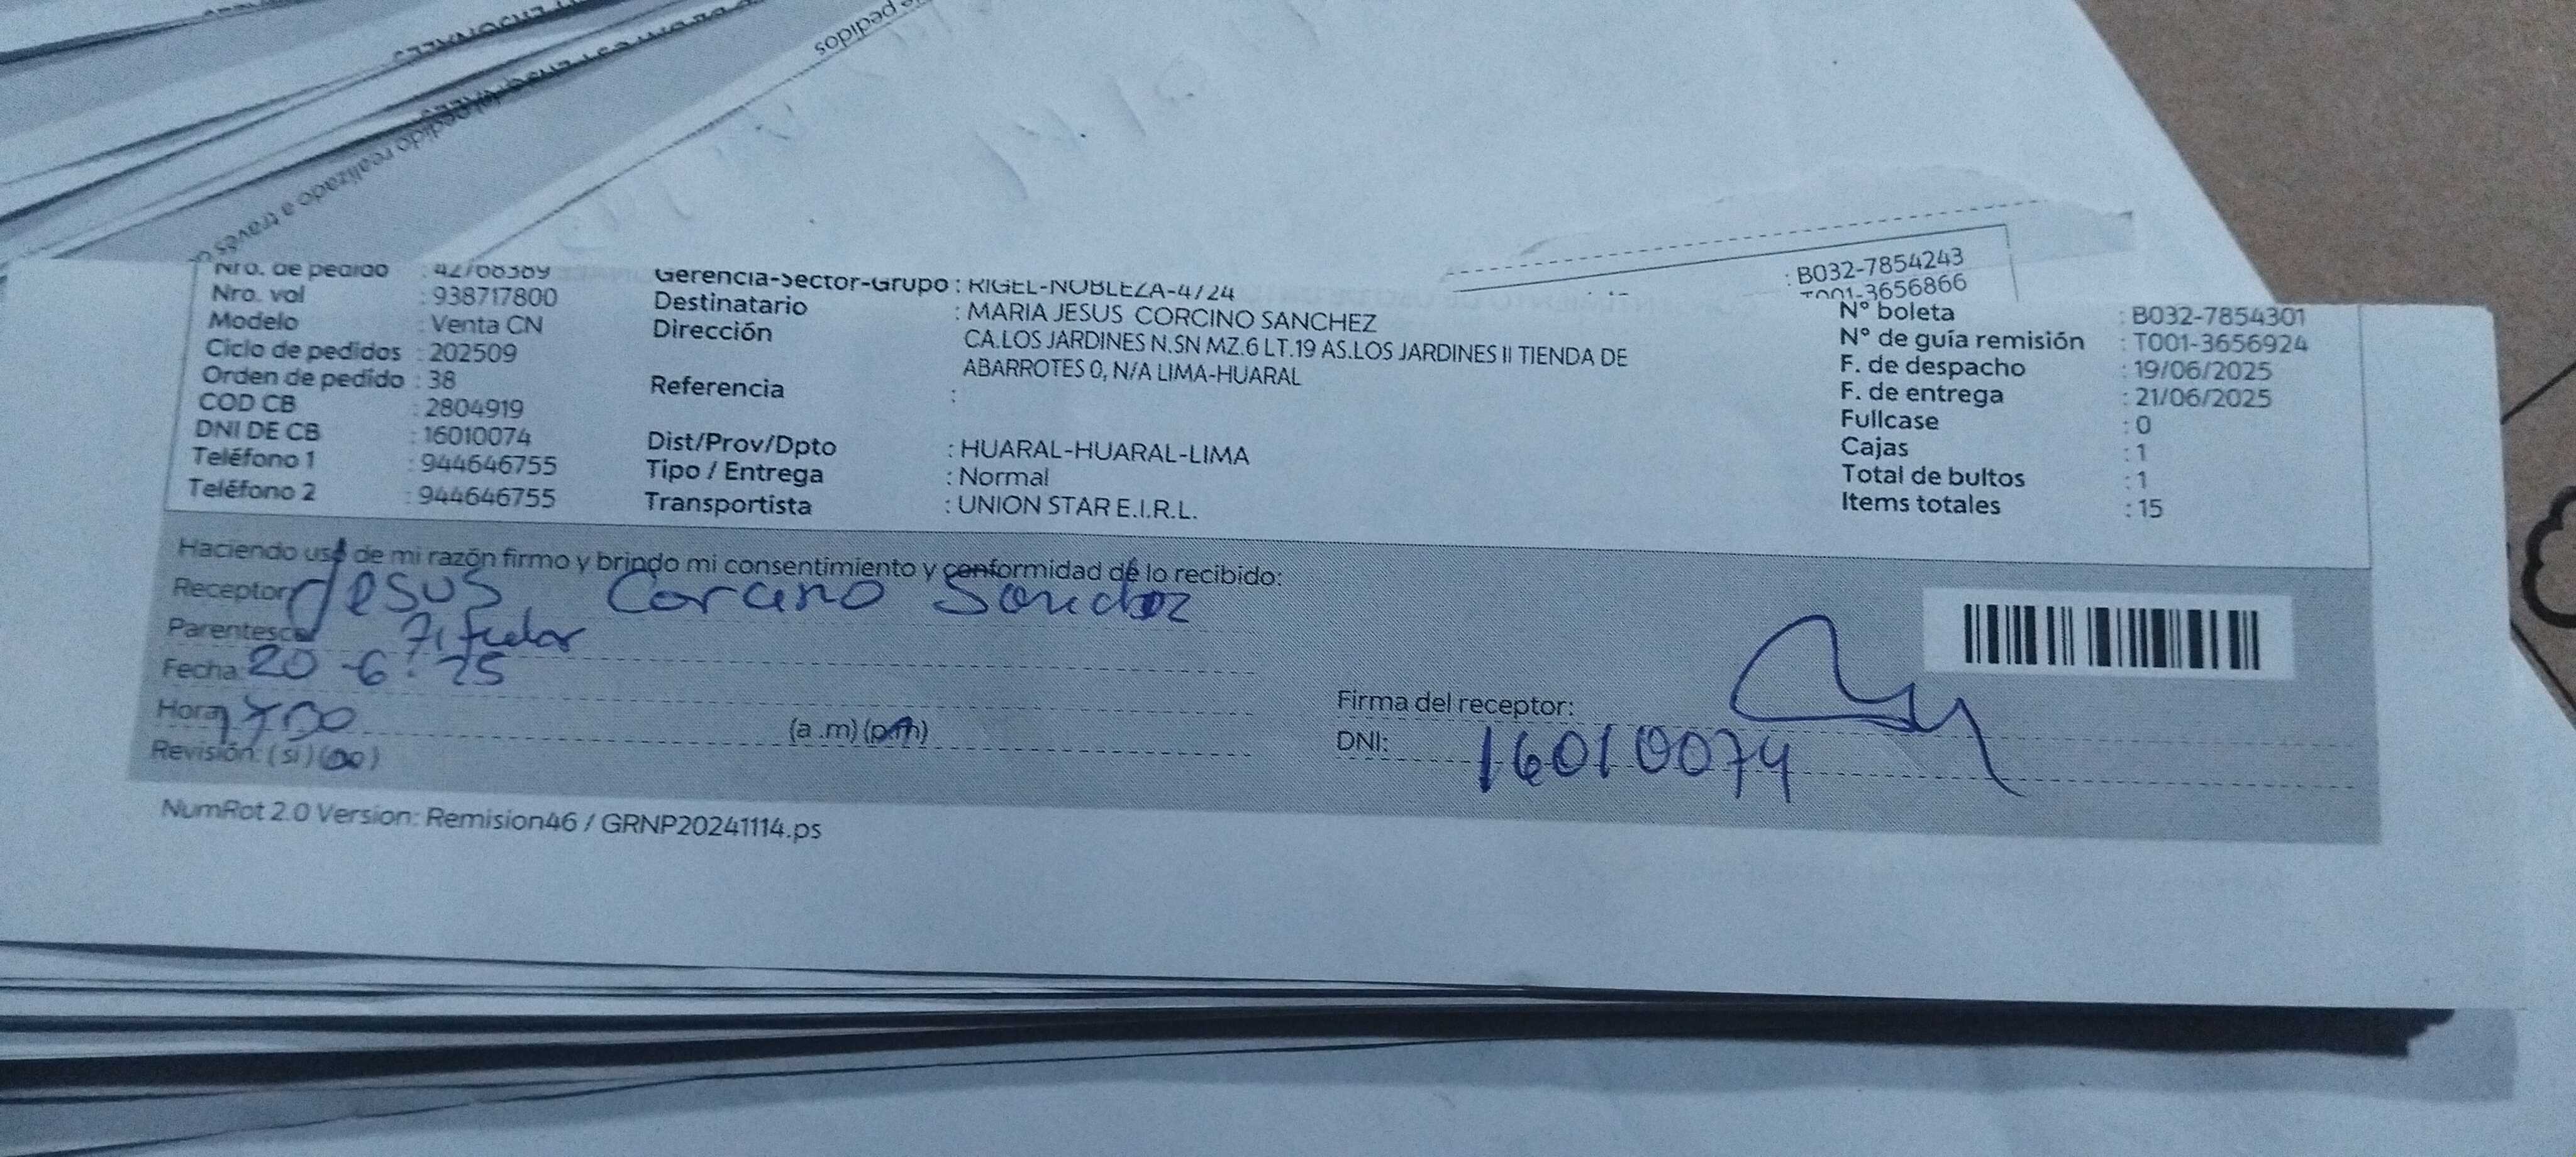 pedidos
pedido realizado a través
: B032-7854243
T001-3656866
Nro. de pedido : 42768389
Nro. vol : 938717800
Modelo : Venta CN
Ciclo de pedidos : 202509
Orden de pedido : 38
COD CB : 2804919
DNI DE CB : 16010074
Teléfono 1 : 944646755
Teléfono 2 : 944646755
Gerencia-Sector-Grupo : RIGEL-NOBLEZA-4724
Destinatario : MARIA JESUS CORCINO SANCHEZ
Dirección CA.LOS JARDINES N.SN MZ.6 LT.19 AS.LOS JARDINES II TIENDA DE
ABARROTES 0, N/A LIMA-HUARAL
Referencia :
Dist/Prov/Dpto : HUARAL-HUARAL-LIMA
Tipo / Entrega : Normal
Transportista : UNION STAR E.I.R.L.
N° boleta : B032-7854301
N° de guía remisión : T001-3656924
F. de despacho : 19/06/2025
F. de entrega : 21/06/2025
Fullcase : 0
Cajas : 1
Total de bultos : 1
Items totales : 15
Haciendo uso de mi razón firmo y brindo mi consentimiento y conformidad de lo recibido:
Receptor: Jesus Corcino Sanchez
Parentesco: Titular
Fecha: 20-6-25
Hora: (a .m) (pm)
Revisión: ( si ) (no)
Firma del receptor:
DNI: 16010074
NumRot 2.0 Version: Remision46 / GRNP20241114.ps